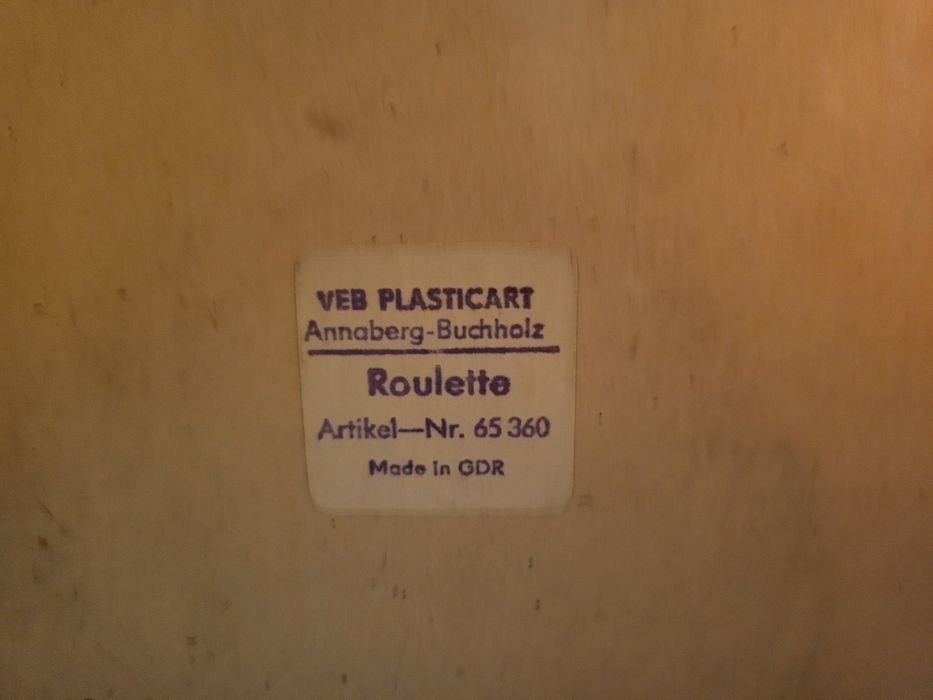 VEB PLASTICART
Annaberg-Buchholz
Roulette
Artikel—Nr. 65 360
Made in GDR